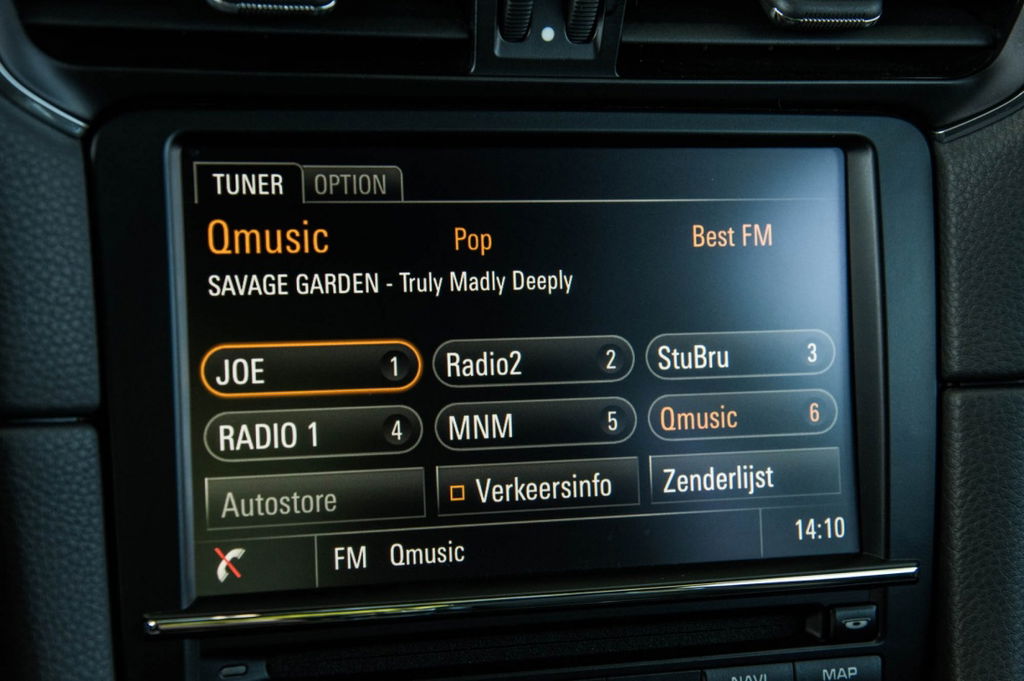 TUNER OPTION
Qmusic Pop Best FM
SAVAGE GARDEN - Truly Madly Deeply
JOE 1 Radio2 2 StuBru 3
RADIO 1 4 MNM 5 Qmusic 6
Autostore Verkeersinfo Zenderlijst
FM Qmusic 14:10
NAVI MAP